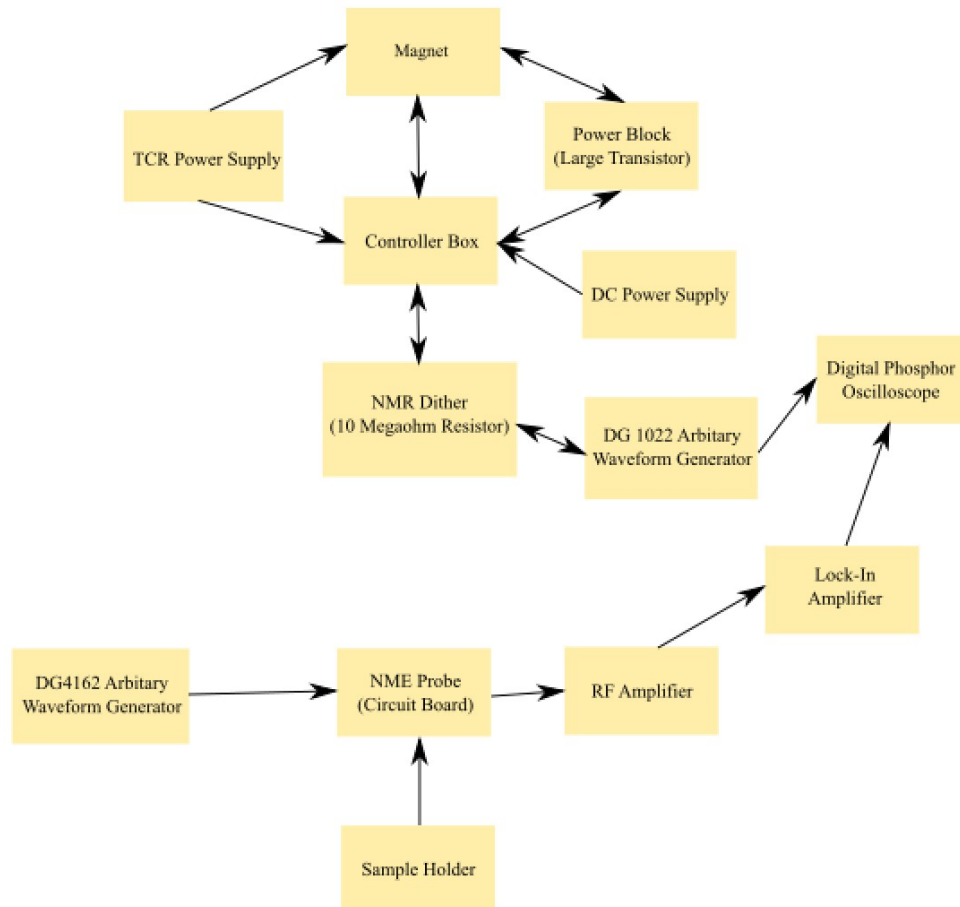 Magnet
TCR Power Supply
Power Block
(Large Transistor)
Controller Box
DC Power Supply
NMR Dither
(10 Megaohm Resistor)
DG 1022 Arbitary
Waveform Generator
Digital Phosphor
Oscilloscope
Lock-In
Amplifier
DG4162 Arbitary
Waveform Generator
NME Probe
(Circuit Board)
RF Amplifier
Sample Holder